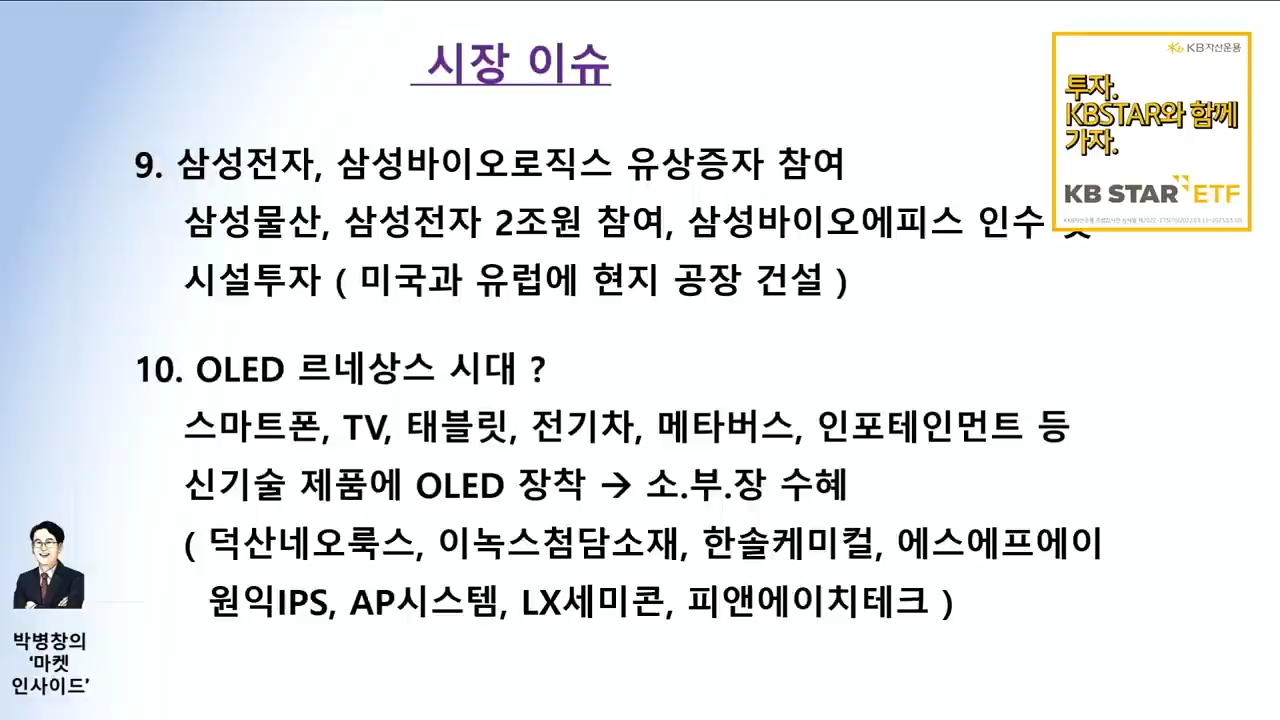 시장 이슈
9. 삼성전자, 삼성바이오로직스 유상증자 참여
삼성물산, 삼성전자 2조원 참여, 삼성바이오에피스 인수
시설투자 ( 미국과 유럽에 현지 공장 건설 )
10. OLED 르네상스 시대 ?
스마트폰, TV, 태블릿, 전기차, 메타버스, 인포테인먼트 등
신기술 제품에 OLED 장착 → 소.부.장 수혜
( 덕산네오룩스, 이녹스첨담소재, 한솔케미컬, 에스에프에이
원익IPS, AP시스템, LX세미콘, 피앤에이치테크 )
KB자산운용
투자.
KBSTAR와 함께
가자.
KB STAR ETF
박병창의
‘마켓
인사이드’